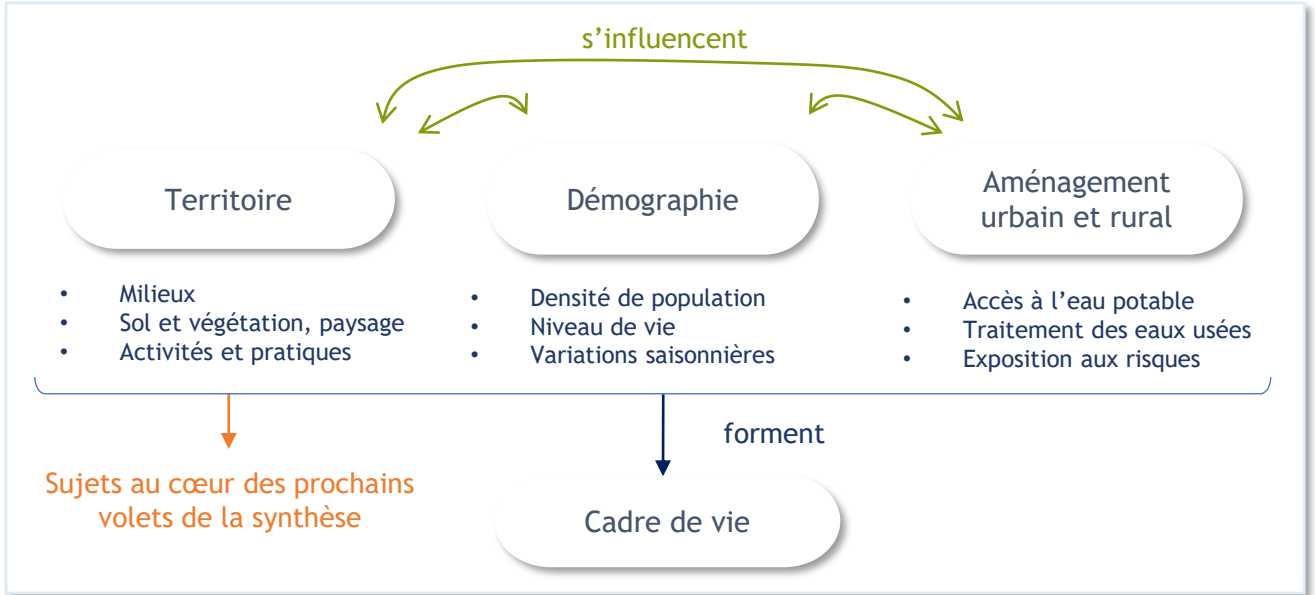 s’influencent
Territoire
Démographie
Aménagement
urbain et rural
• Milieux
• Sol et végétation, paysage
• Activités et pratiques
• Densité de population
• Niveau de vie
• Variations saisonnières
• Accès à l’eau potable
• Traitement des eaux usées
• Exposition aux risques
forment
Sujets au cœur des prochains
volets de la synthèse
Cadre de vie